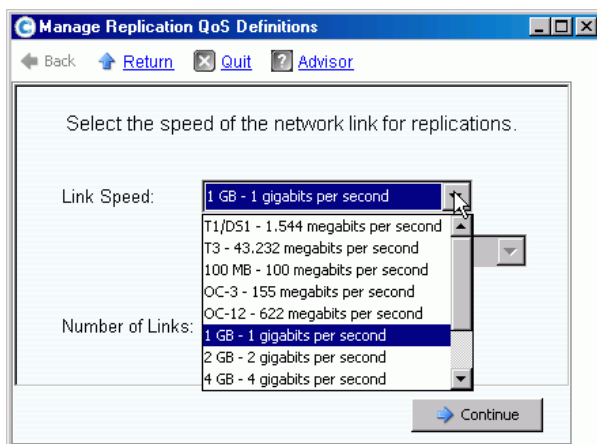 Manage Replication QoS Definitions
Back Return Quit Advisor
Select the speed of the network link for replications.
Link Speed: 1 GB - 1 gigabits per second
T1/DS1 - 1.544 megabits per second
T3 - 43.232 megabits per second
100 MB - 100 megabits per second
OC-3 - 155 megabits per second
OC-12 - 622 megabits per second
Number of Links: 1 GB - 1 gigabits per second
2 GB - 2 gigabits per second
4 GB - 4 gigabits per second
Continue